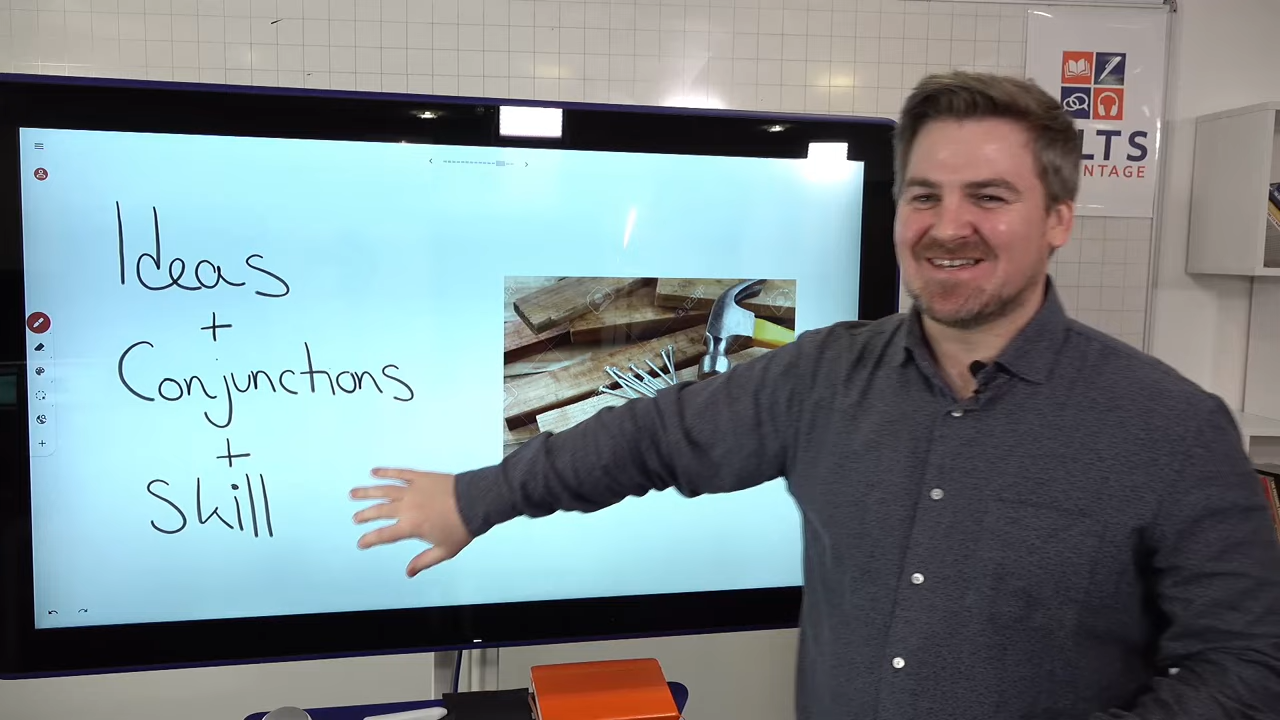 Ideas
+
Conjunctions
+
Skill
LTS
NTAGE